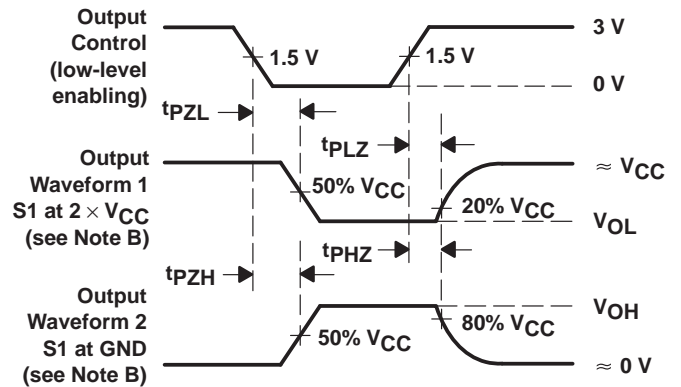 Output
Control
(low-level
enabling)
1.5 V
1.5 V
3 V
0 V
tPZL
tPLZ
Output
Waveform 1
S1 at 2 × VCC
(see Note B)
50% VCC
20% VCC
≈ VCC
VOL
tPZH
tPHZ
Output
Waveform 2
S1 at GND
(see Note B)
50% VCC
80% VCC
VOH
≈ 0 V